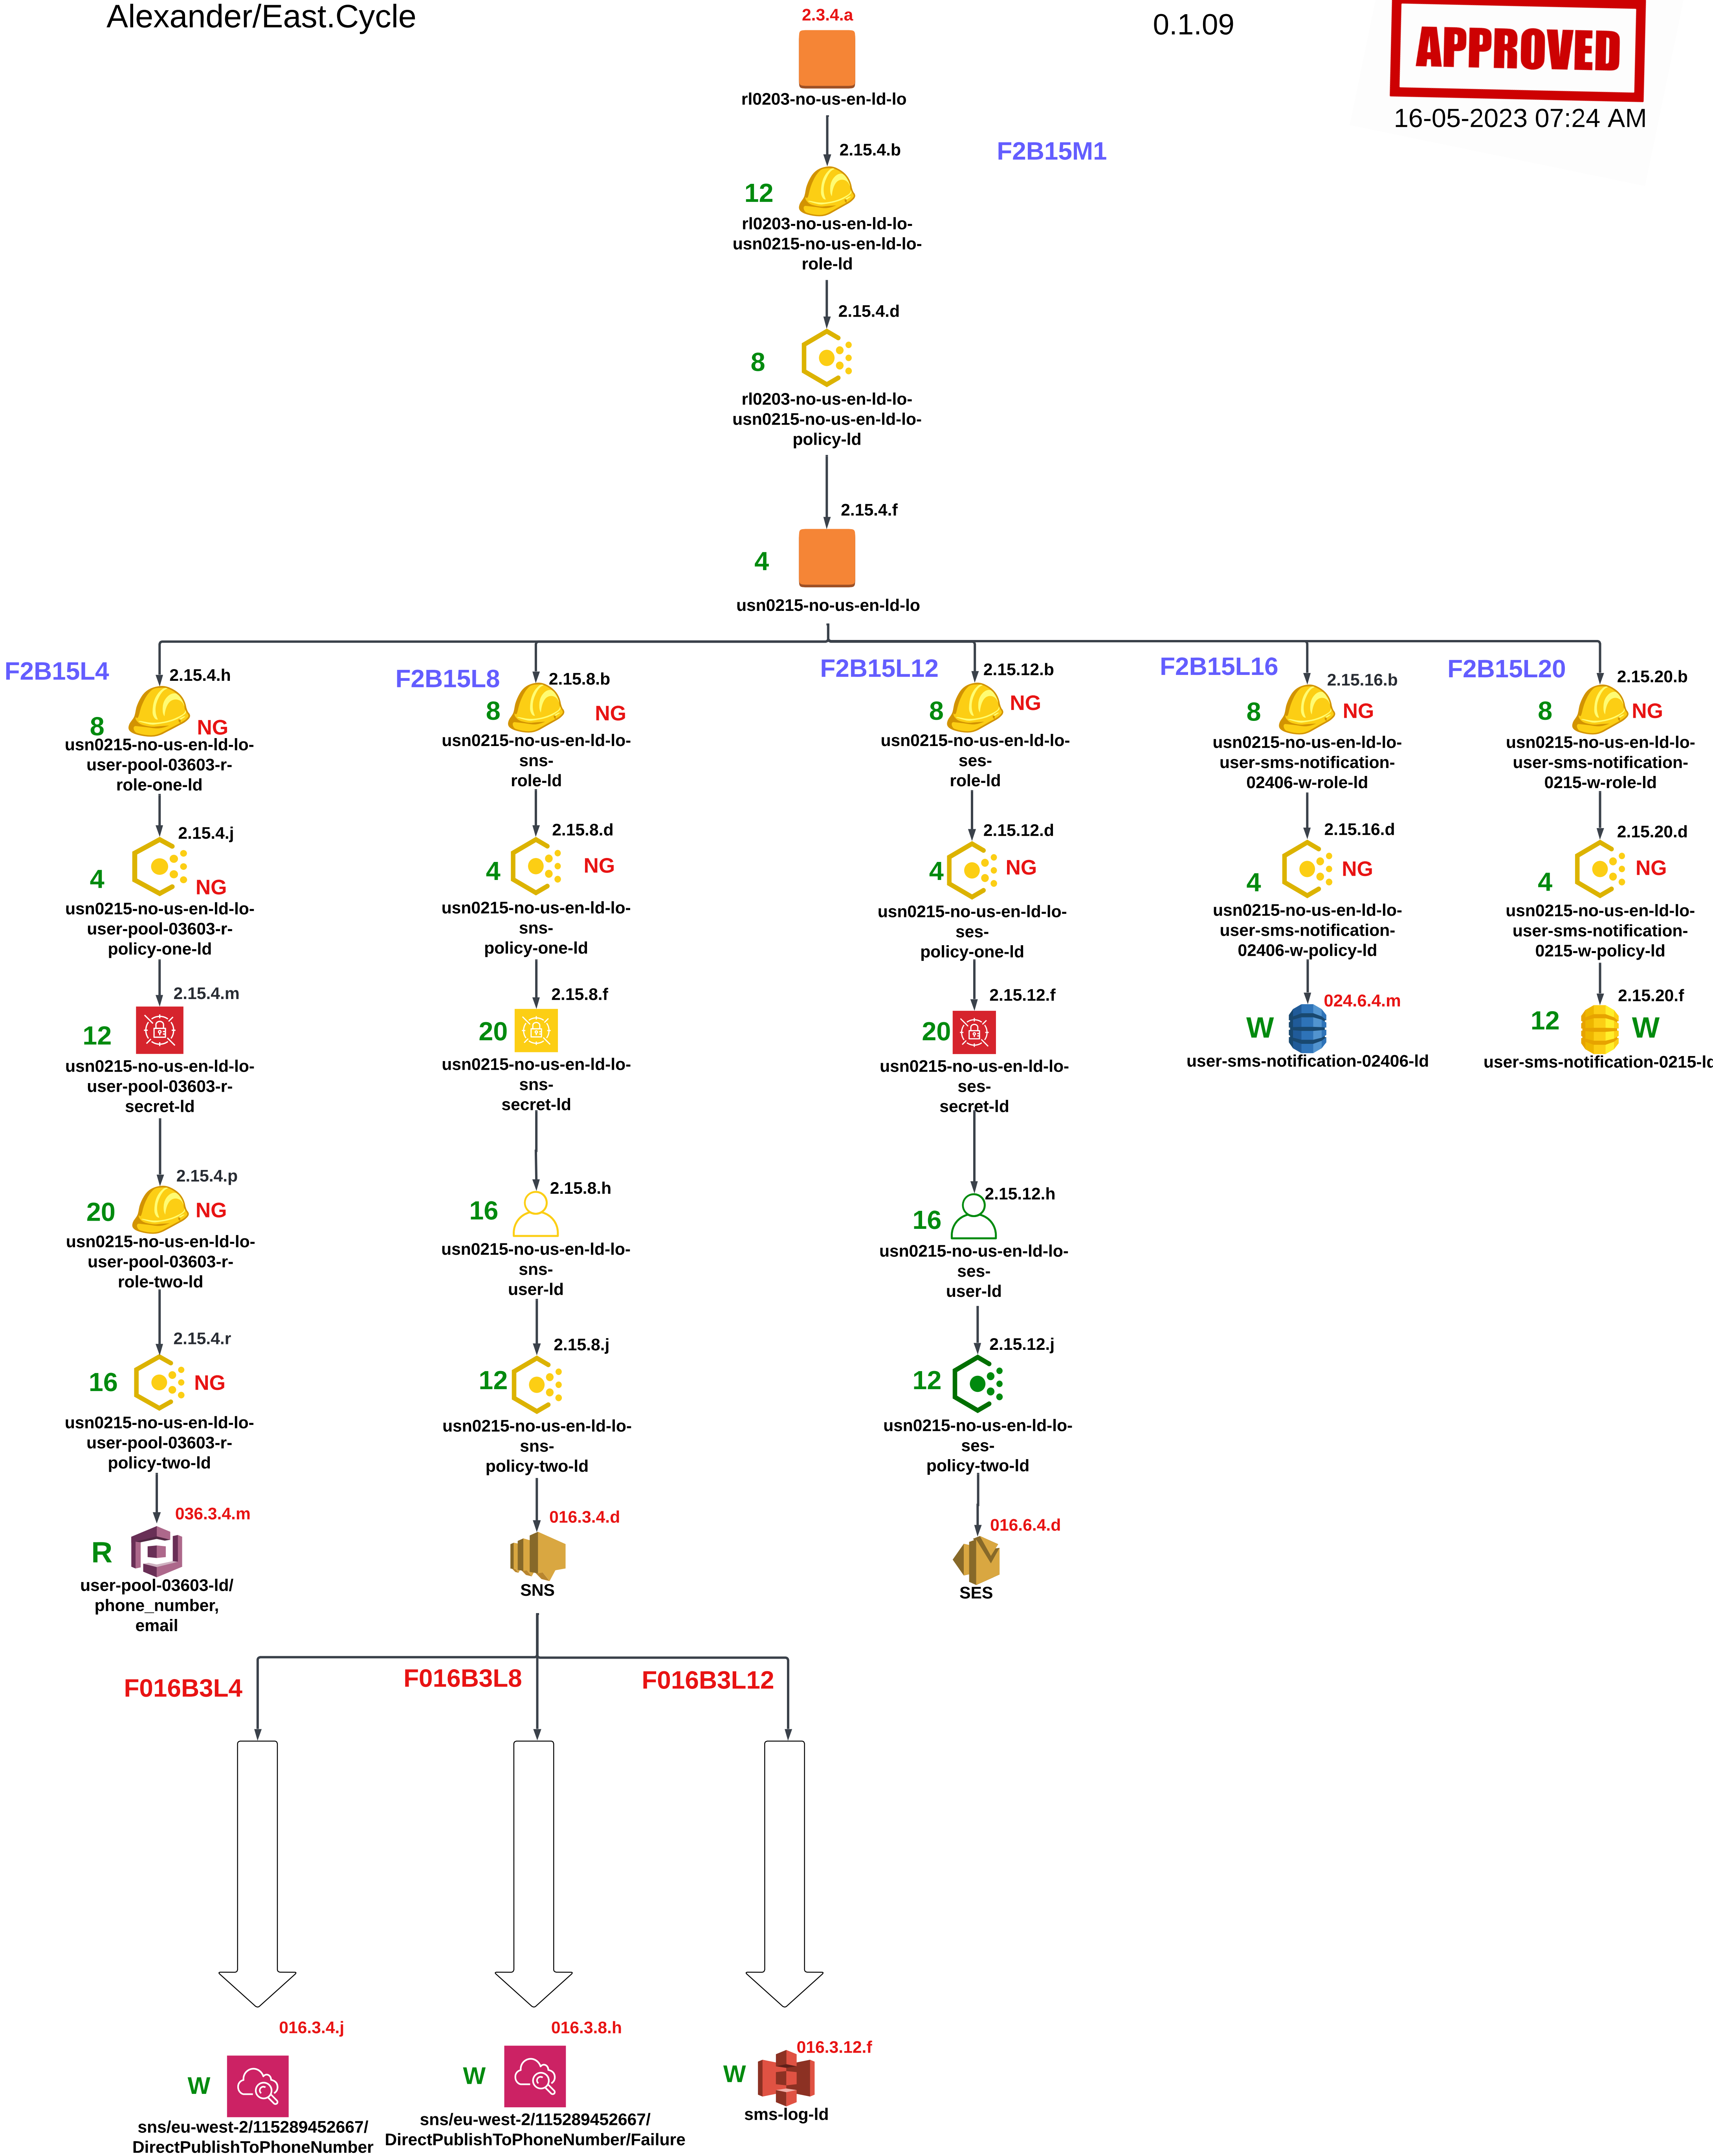 Alexander/East.Cycle
2.3.4.a
0.1.09
APPROVED
16-05-2023 07:24 AM
rl0203-no-us-en-ld-lo
2.15.4.b
F2B15M1
12
rl0203-no-us-en-ld-lo-
usn0215-no-us-en-ld-lo-
role-ld
2.15.4.d
8
rl0203-no-us-en-ld-lo-
usn0215-no-us-en-ld-lo-
policy-ld
2.15.4.f
4
usn0215-no-us-en-ld-lo
F2B15L4
2.15.4.h
8
NG
usn0215-no-us-en-ld-lo-
user-pool-03603-r-
role-one-ld
2.15.4.j
4
NG
usn0215-no-us-en-ld-lo-
user-pool-03603-r-
policy-one-ld
2.15.4.m
12
usn0215-no-us-en-ld-lo-
user-pool-03603-r-
secret-ld
2.15.4.p
20
NG
usn0215-no-us-en-ld-lo-
user-pool-03603-r-
role-two-ld
2.15.4.r
16
NG
usn0215-no-us-en-ld-lo-
user-pool-03603-r-
policy-two-ld
036.3.4.m
R
user-pool-03603-ld/
phone_number,
email
F2B15L8
2.15.8.b
8
NG
usn0215-no-us-en-ld-lo-
sns-
role-ld
2.15.8.d
4
NG
usn0215-no-us-en-ld-lo-
sns-
policy-one-ld
2.15.8.f
20
usn0215-no-us-en-ld-lo-
sns-
secret-ld
2.15.8.h
16
usn0215-no-us-en-ld-lo-
sns-
user-ld
2.15.8.j
12
usn0215-no-us-en-ld-lo-
sns-
policy-two-ld
016.3.4.d
SNS
F2B15L12
2.15.12.b
8
NG
usn0215-no-us-en-ld-lo-
ses-
role-ld
2.15.12.d
4
NG
usn0215-no-us-en-ld-lo-
ses-
policy-one-ld
2.15.12.f
20
usn0215-no-us-en-ld-lo-
ses-
secret-ld
2.15.12.h
16
usn0215-no-us-en-ld-lo-
ses-
user-ld
2.15.12.j
12
usn0215-no-us-en-ld-lo-
ses-
policy-two-ld
016.6.4.d
SES
F2B15L16
2.15.16.b
8
NG
usn0215-no-us-en-ld-lo-
user-sms-notification-
02406-w-role-ld
2.15.16.d
4
NG
usn0215-no-us-en-ld-lo-
user-sms-notification-
02406-w-policy-ld
024.6.4.m
W
user-sms-notification-02406-ld
F2B15L20
2.15.20.b
8
NG
usn0215-no-us-en-ld-lo-
user-sms-notification-
0215-w-role-ld
2.15.20.d
4
NG
usn0215-no-us-en-ld-lo-
user-sms-notification-
0215-w-policy-ld
2.15.20.f
12
W
user-sms-notification-0215-ld
F016B3L4
F016B3L8
F016B3L12
016.3.4.j
W
sns/eu-west-2/115289452667/
DirectPublishToPhoneNumber
016.3.8.h
W
sns/eu-west-2/115289452667/
DirectPublishToPhoneNumber/Failure
016.3.12.f
W
sms-log-ld